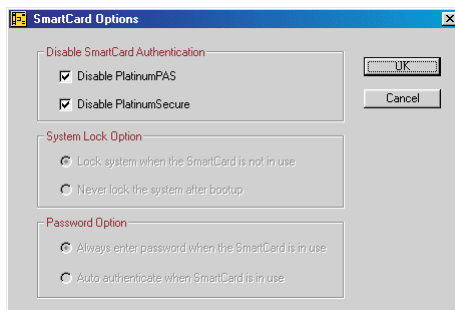 SmartCard Options
Disable SmartCard Authentication
Disable PlatinumPAS
Disable PlatinumSecure
OK
Cancel
System Lock Option
Lock system when the SmartCard is not in use
Never lock the system after bootup
Password Option
Always enter password when the SmartCard is in use
Auto authenticate when SmartCard is in use